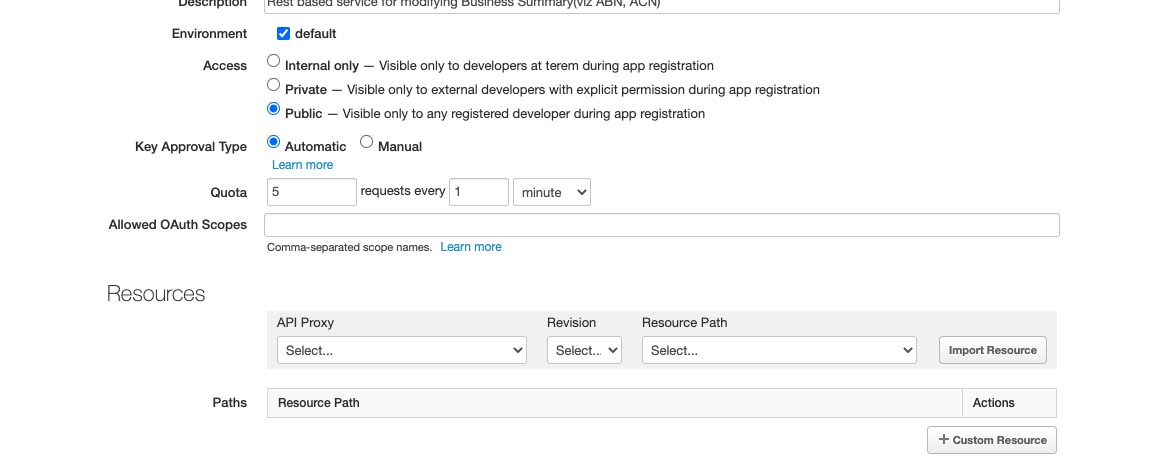 Description Rest based service for modifying Business Summary(viz ABN, ACN)
Environment default
Access Internal only — Visible only to developers at terem during app registration
Private — Visible only to external developers with explicit permission during app registration
Public — Visible only to any registered developer during app registration
Key Approval Type Automatic Manual
Learn more
Quota 5 requests every 1 minute
Allowed OAuth Scopes
Comma-separated scope names. Learn more
Resources
API Proxy Revision Resource Path
Select... Select... Select... Import Resource
Paths Resource Path Actions
+ Custom Resource